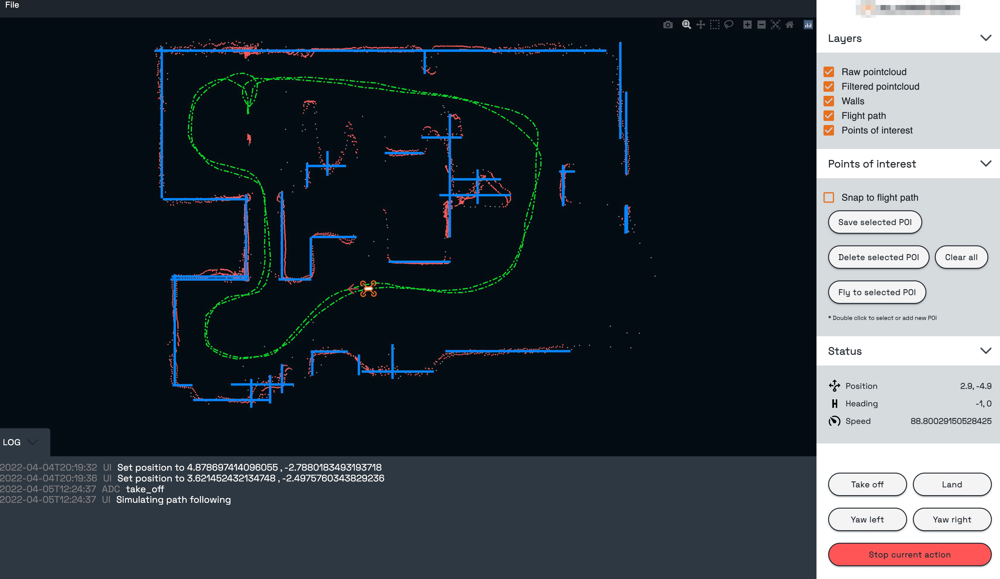 File
Layers
Raw pointcloud
Filtered pointcloud
Walls
Flight path
Points of interest
Points of interest
Snap to flight path
Save selected POI
Delete selected POI Clear all
Fly to selected POI
* Double click to select or add new POI
Status
Position 2.9, -4.9
Heading -1, 0
Speed 88.80029150528425
Take off Land
Yaw left Yaw right
Stop current action
LOG
2022-04-04T20:19:32 UI Set position to 4.878697414096055 , -2.7880183493193718
2022-04-04T20:19:36 UI Set position to 3.621452432134748 , -2.4975760343829236
2022-04-05T12:24:37 ADC take_off
2022-04-05T12:24:37 UI Simulating path following